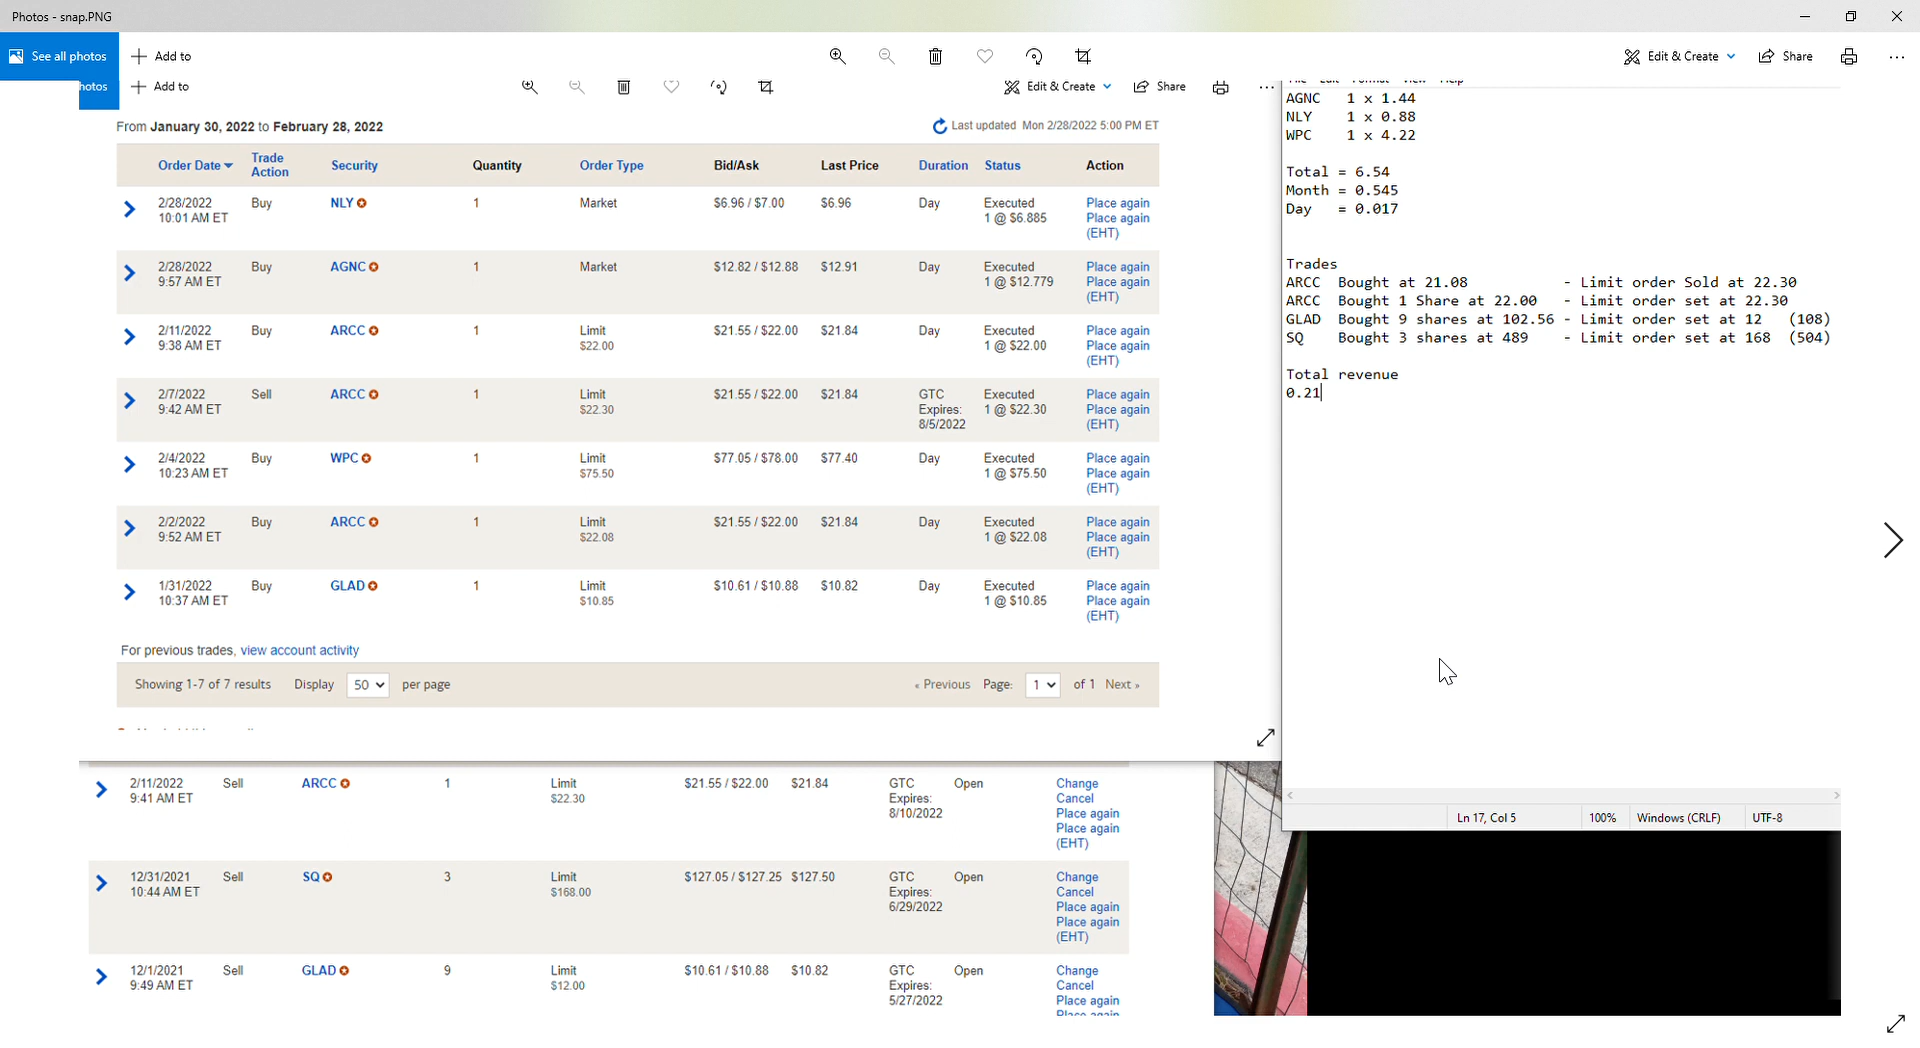 Photos - snap.PNG
See all photos
Add to
Edit & Create
Share
hotos
Add to
Edit & Create
Share
From January 30, 2022 to February 28, 2022
Last updated Mon 2/28/2022 5:00 PM ET
Order Date Trade Action Security Quantity Order Type Bid/Ask Last Price Duration Status Action
2/28/2022 Buy NLY 1 Market $6.96 / $7.00 $6.96 Day Executed Place again
10:01 AM ET 1 @ $6.885 Place again
(EHT)
2/28/2022 Buy AGNC 1 Market $12.82 / $12.88 $12.91 Day Executed Place again
9:57 AM ET 1 @ $12.779 Place again
(EHT)
2/11/2022 Buy ARCC 1 Limit $21.55 / $22.00 $21.84 Day Executed Place again
9:38 AM ET $22.00 1 @ $22.00 Place again
(EHT)
2/7/2022 Sell ARCC 1 Limit $21.55 / $22.00 $21.84 GTC Executed Place again
9:42 AM ET $22.30 Expires: 1 @ $22.30 Place again
8/5/2022 (EHT)
2/4/2022 Buy WPC 1 Limit $77.05 / $78.00 $77.40 Day Executed Place again
10:23 AM ET $75.50 1 @ $75.50 Place again
(EHT)
2/2/2022 Buy ARCC 1 Limit $21.55 / $22.00 $21.84 Day Executed Place again
9:52 AM ET $22.08 1 @ $22.08 Place again
(EHT)
1/31/2022 Buy GLAD 1 Limit $10.61 / $10.88 $10.82 Day Executed Place again
10:37 AM ET $10.85 1 @ $10.85 Place again
(EHT)
For previous trades, view account activity
Showing 1-7 of 7 results Display 50 per page « Previous Page: 1 of 1 Next »
2/11/2022 Sell ARCC 1 Limit $21.55 / $22.00 $21.84 GTC Open Change
9:41 AM ET $22.30 Expires: Cancel
8/10/2022 Place again
Place again
(EHT)
12/31/2021 Sell SQ 3 Limit $127.05 / $127.25 $127.50 GTC Open Change
10:44 AM ET $168.00 Expires: Cancel
6/29/2022 Place again
Place again
(EHT)
12/1/2021 Sell GLAD 9 Limit $10.61 / $10.88 $10.82 GTC Open Change
9:49 AM ET $12.00 Expires: Cancel
5/27/2022 Place again
AGNC 1 x 1.44
NLY 1 x 0.88
WPC 1 x 4.22
Total = 6.54
Month = 0.545
Day = 0.017
Trades
ARCC Bought at 21.08 - Limit order Sold at 22.30
ARCC Bought 1 Share at 22.00 - Limit order set at 22.30
GLAD Bought 9 shares at 102.56 - Limit order set at 12 (108)
SQ Bought 3 shares at 489 - Limit order set at 168 (504)
Total revenue
0.21
Ln 17, Col 5 100% Windows (CRLF) UTF-8